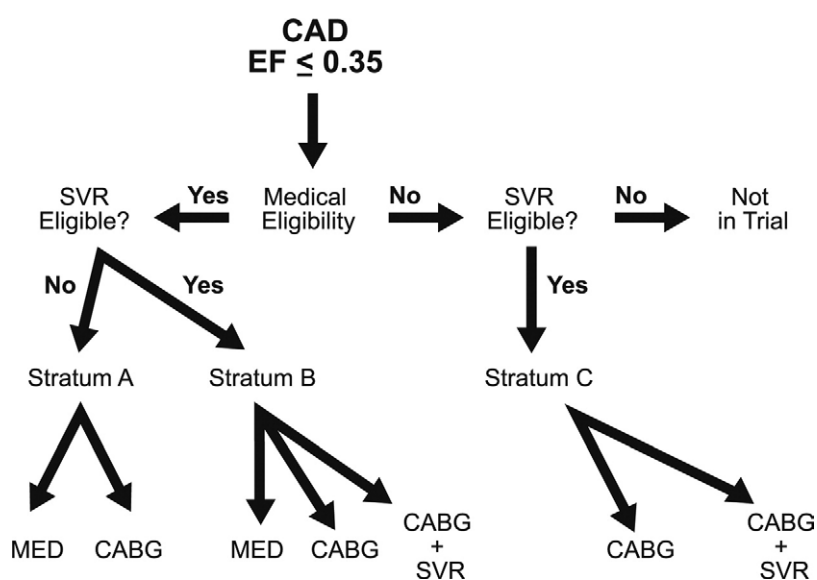 CAD
EF ≤ 0.35
SVR
Eligible?
Yes
Medical
Eligibility
No
SVR
Eligible?
No
Not
in Trial
No
Yes
Yes
Stratum A
Stratum B
Stratum C
MED
CABG
MED
CABG
CABG
+
SVR
CABG
CABG
+
SVR